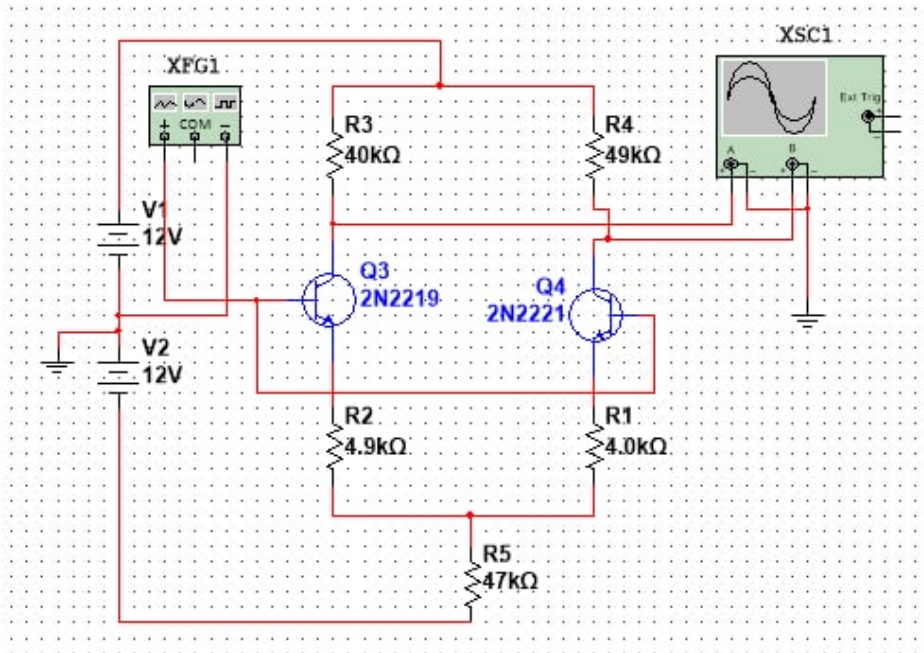 XSC1
XFG1
COM
+
−
Ext Trig
+
−
A
B
+
−
+
−
R3
40kΩ
R4
49kΩ
V1
12V
Q3
2N2219
Q4
2N2221
V2
12V
R2
4.9kΩ
R1
4.0kΩ
R5
47kΩ